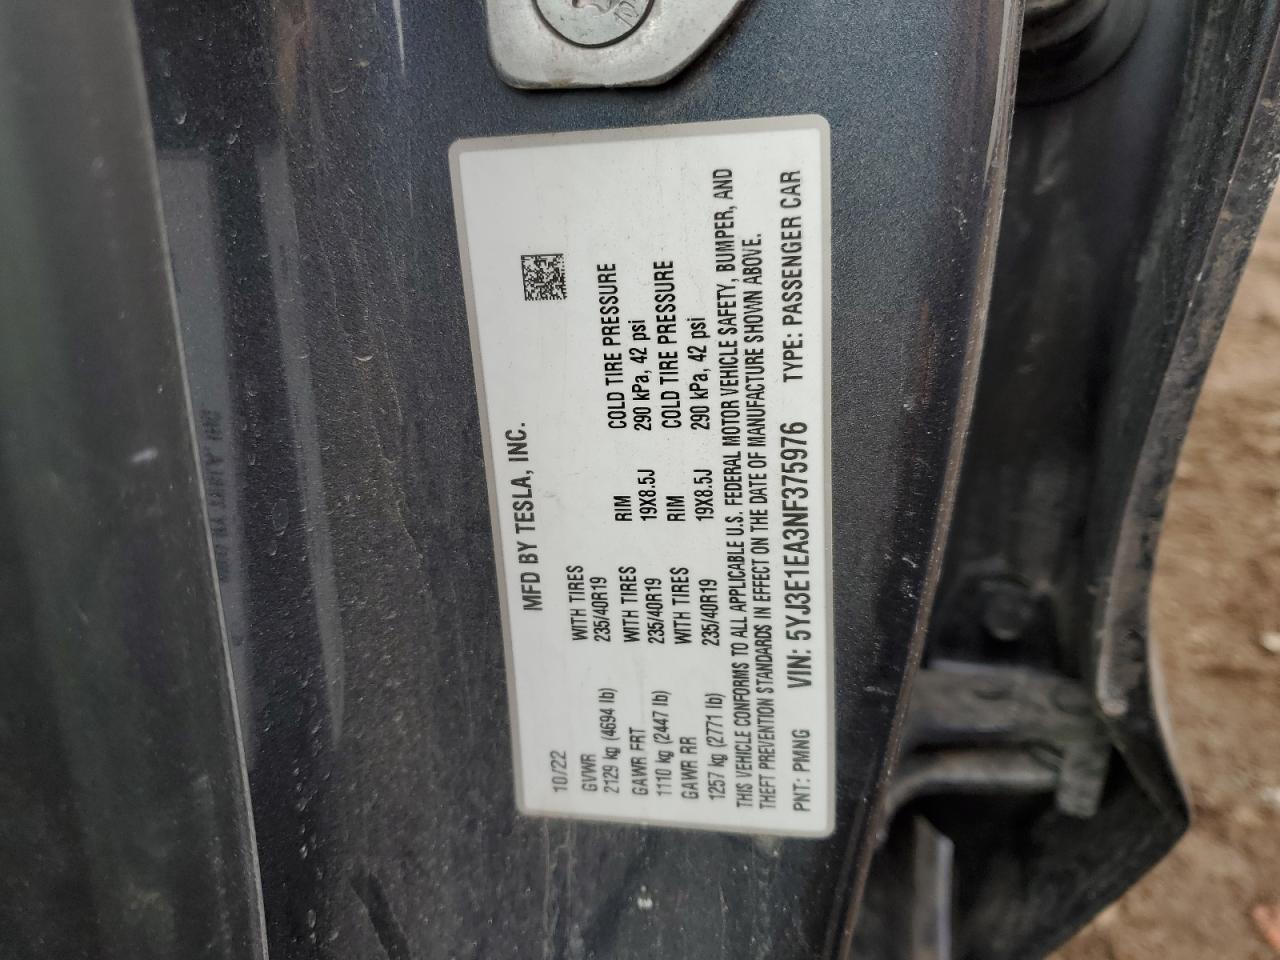 MFD BY TESLA, INC.
10/22
GVWR WITH TIRES
2129 kg (4694 lb) 235/40R19 RIM COLD TIRE PRESSURE
GAWR FRT WITH TIRES 19X8.5J 290 kPa, 42 psi
1110 kg (2447 lb) 235/40R19 RIM COLD TIRE PRESSURE
GAWR RR WITH TIRES 19X8.5J 290 kPa, 42 psi
1257 kg (2771 lb) 235/40R19
THIS VEHICLE CONFORMS TO ALL APPLICABLE U.S. FEDERAL MOTOR VEHICLE SAFETY, BUMPER, AND
THEFT PREVENTION STANDARDS IN EFFECT ON THE DATE OF MANUFACTURE SHOWN ABOVE.
PNT: PMNG VIN: 5YJ3E1EA3NF375976 TYPE: PASSENGER CAR